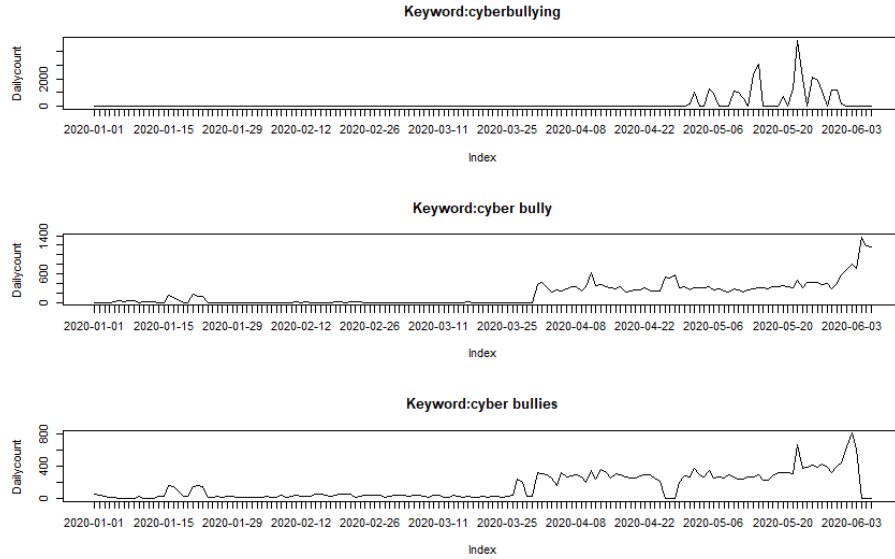 Keyword:cyberbullying
Dailycount
0 2000
2020-01-01 2020-01-15 2020-01-29 2020-02-12 2020-02-26 2020-03-11 2020-03-25 2020-04-08 2020-04-22 2020-05-06 2020-05-20 2020-06-03
Index
Keyword:cyber bully
Dailycount
0 600 1400
2020-01-01 2020-01-15 2020-01-29 2020-02-12 2020-02-26 2020-03-11 2020-03-25 2020-04-08 2020-04-22 2020-05-06 2020-05-20 2020-06-03
Index
Keyword:cyber bullies
Dailycount
0 400 800
2020-01-01 2020-01-15 2020-01-29 2020-02-12 2020-02-26 2020-03-11 2020-03-25 2020-04-08 2020-04-22 2020-05-06 2020-05-20 2020-06-03
Index